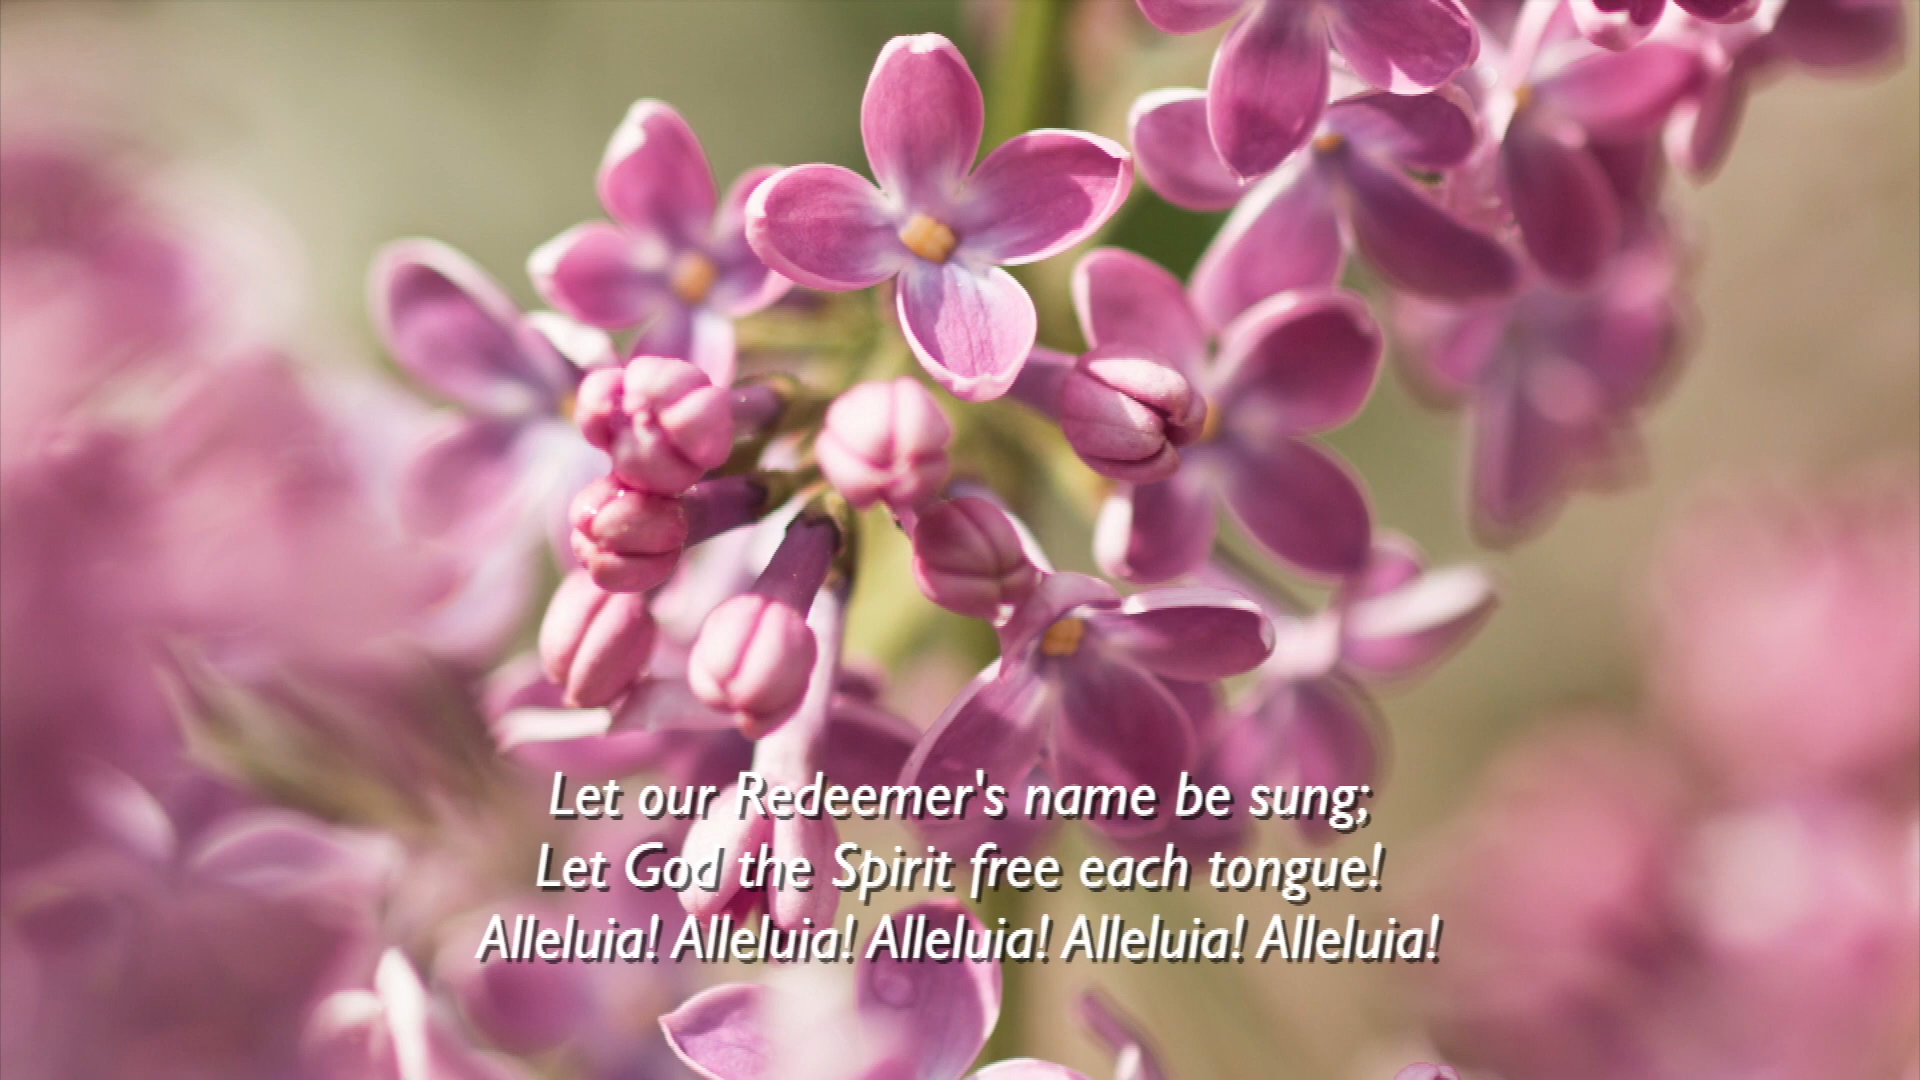 Let our Redeemer's name be sung;
Let God the Spirit free each tongue!
Alleluia! Alleluia! Alleluia! Alleluia! Alleluia!